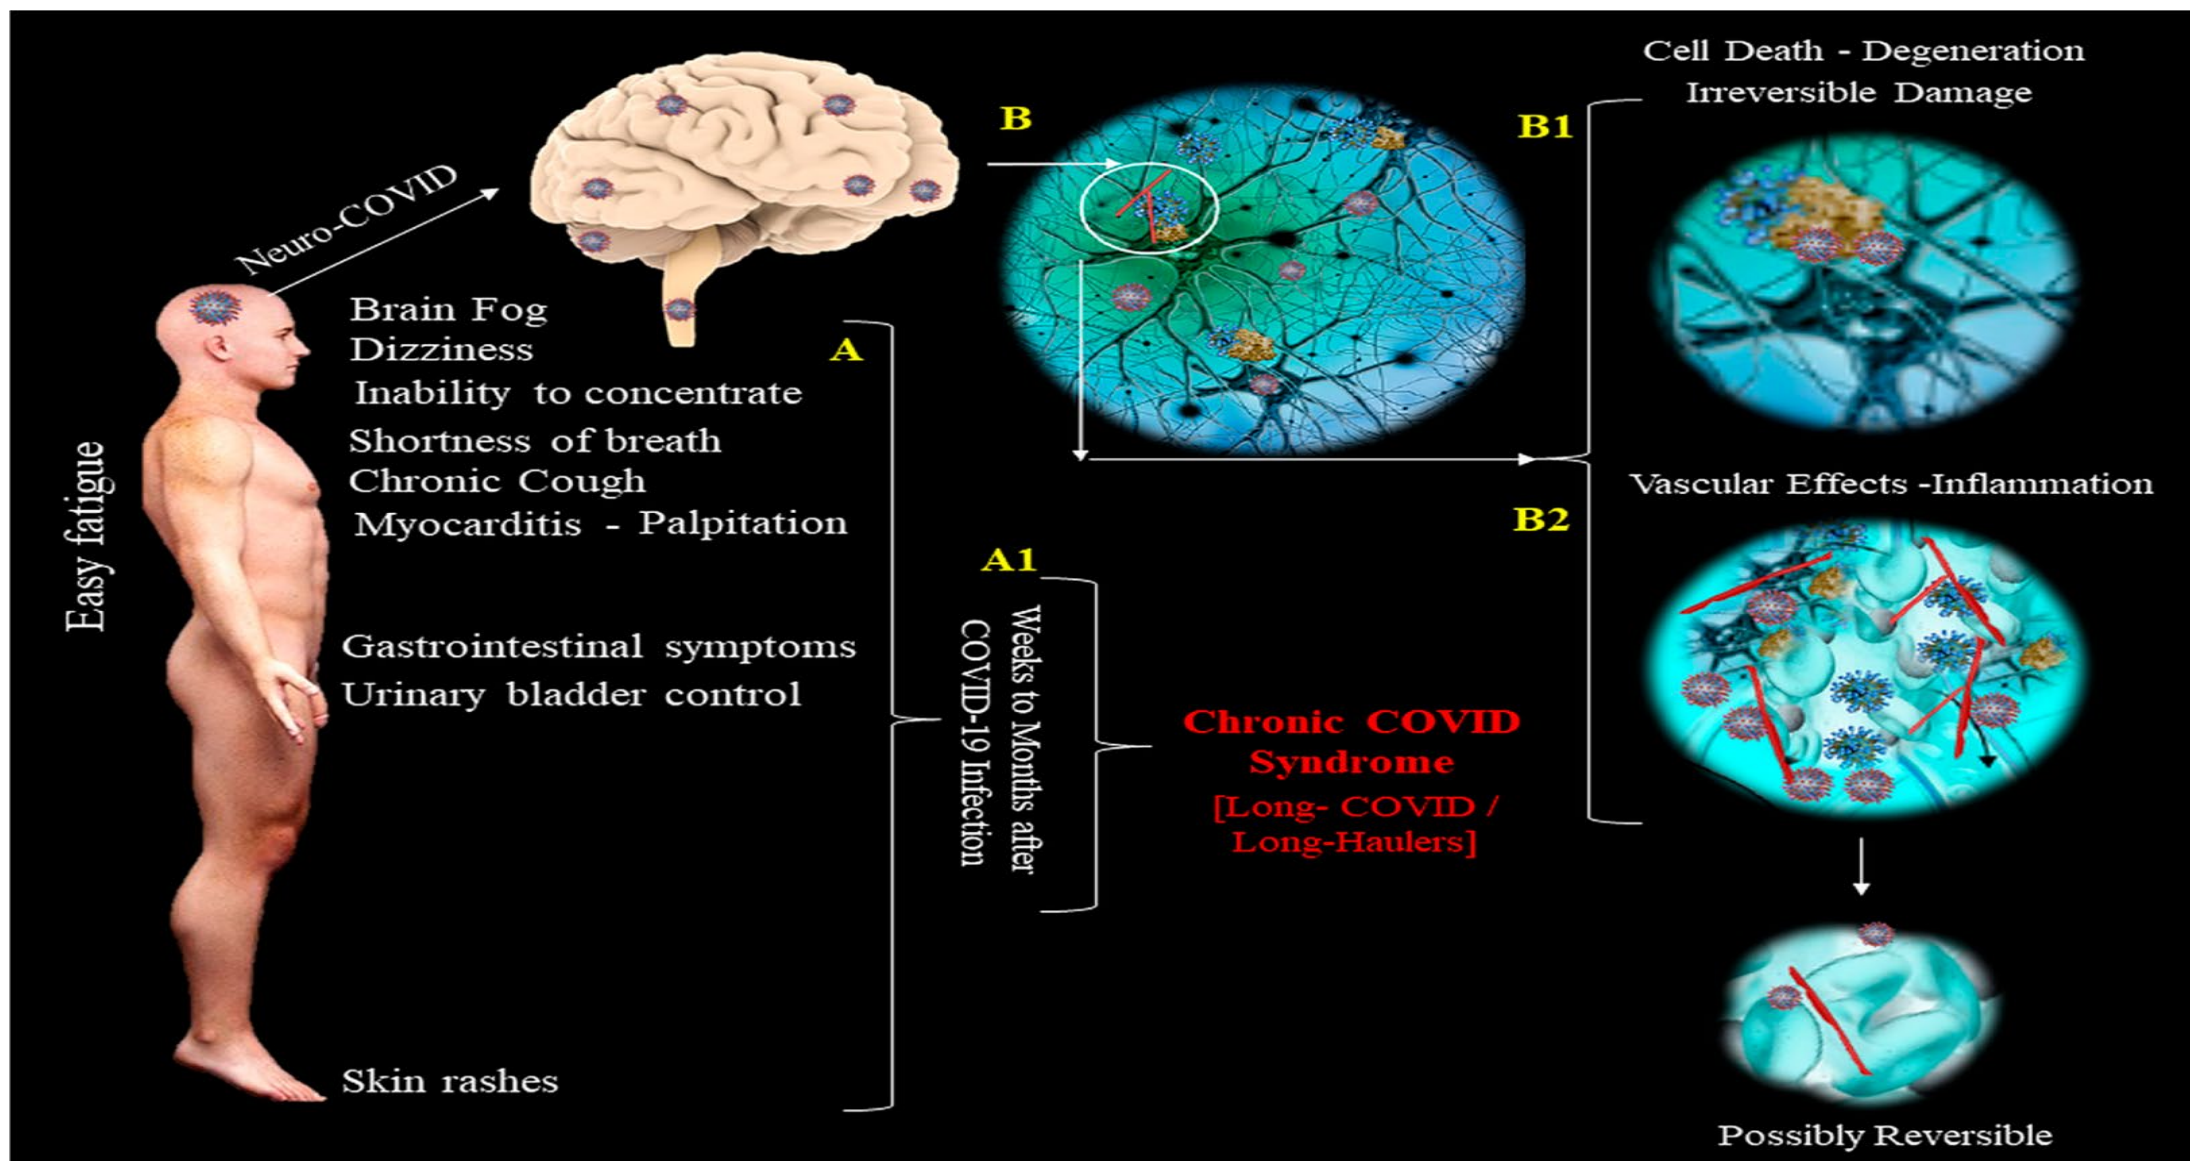 Neuro-COVID
Brain Fog
Dizziness
Inability to concentrate
Shortness of breath
Chronic Cough
Myocarditis - Palpitation
Gastrointestinal symptoms
Urinary bladder control
Skin rashes
Easy fatigue
A
A1
Weeks to Months after
COVID-19 Infection
Chronic COVID
Syndrome
[Long- COVID /
Long-Haulers]
B
B1
Cell Death - Degeneration
Irreversible Damage
B2
Vascular Effects -Inflammation
Possibly Reversible